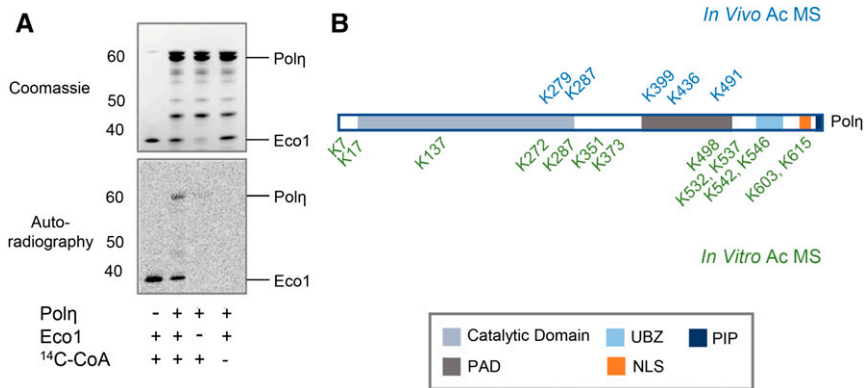 A
Coomassie
60
50
40
Polη
Eco1
Auto-
radiography
60
50
40
Polη
Eco1
Polη - + + +
Eco1 + + - +
14C-CoA + + + -
B
In Vivo Ac MS
K279
K287
K399
K436
K491
Polη
K7
K17
K137
K272
K287
K351
K373
K498
K532, K537
K542, K546
K603, K615
In Vitro Ac MS
Catalytic Domain
UBZ
PIP
PAD
NLS